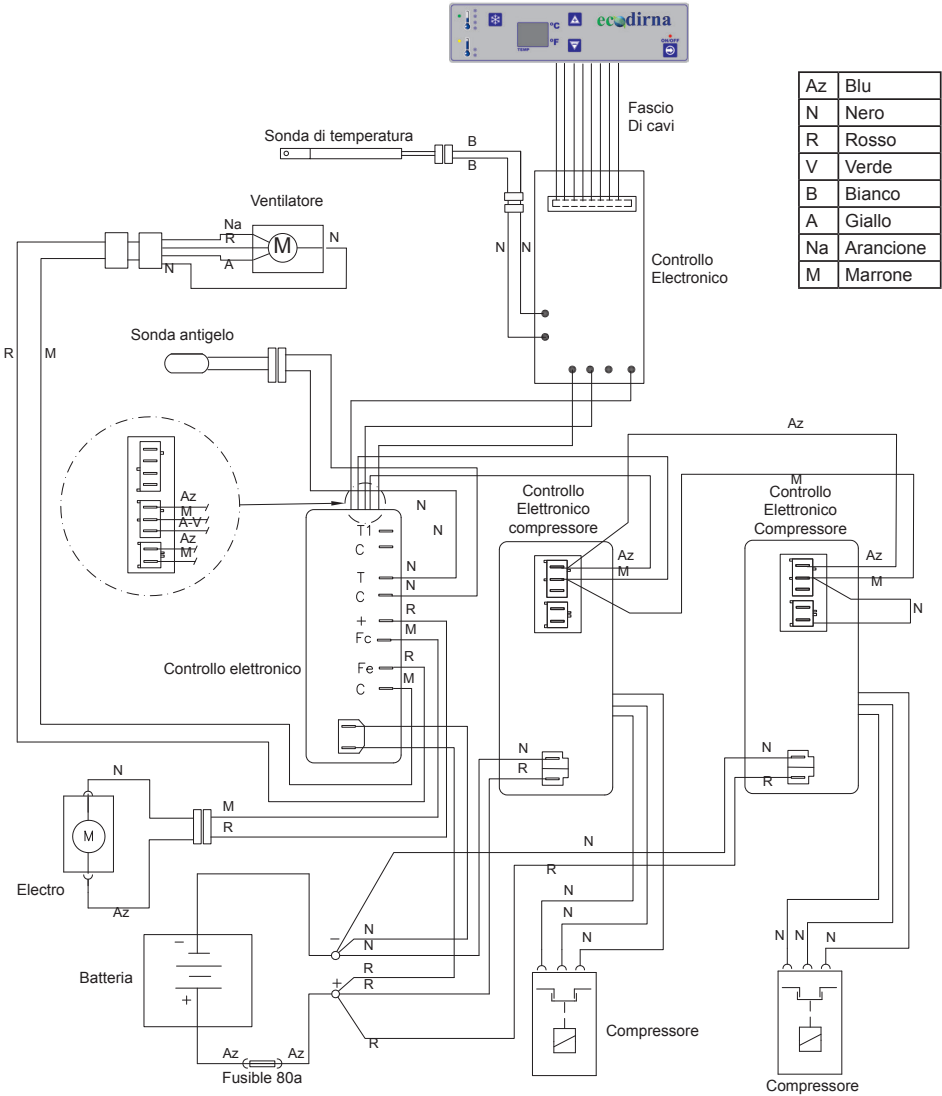 °C
°F
TEMP
ecodirna
ON/OFF
Fascio
Di cavi
Az Blu
N Nero
R Rosso
V Verde
B Bianco
A Giallo
Na Arancione
M Marrone
Sonda di temperatura
B
B
Ventilatore
Na
R
M
N
A
N
N
N
Controllo
Electronico
R
M
Sonda antigelo
Az
M
A-V
Az
M
Az
M
N
N
Controllo
Elettronico
compressore
Controllo
Elettronico
Compressore
T1
C
T
N
C
N
+
R
Fc
M
Fe
R
C
M
Controllo elettronico
Az
M
Az
M
N
N
R
N
R
N
M
R
M
Electro
Az
N
R
N
N
N
–
N
N
R
+
R
R
N
N
N
Batteria
–
+
Az
Az
Fusible 80a
Compressore
Compressore